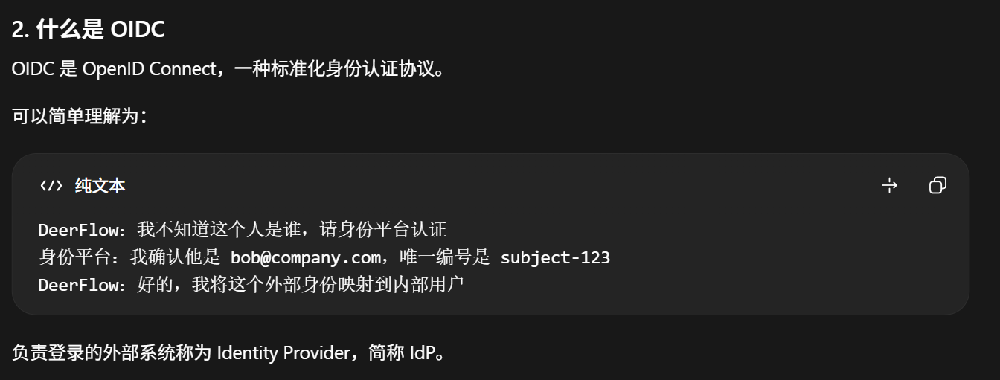 2. 什么是 OIDC
OIDC 是 OpenID Connect，一种标准化身份认证协议。
可以简单理解为：
</> 纯文本
DeerFlow：我不知道这个人是谁，请身份平台认证
身份平台：我确认他是 bob@company.com，唯一编号是 subject-123
DeerFlow：好的，我将这个外部身份映射到内部用户
负责登录的外部系统称为 Identity Provider，简称 IdP。